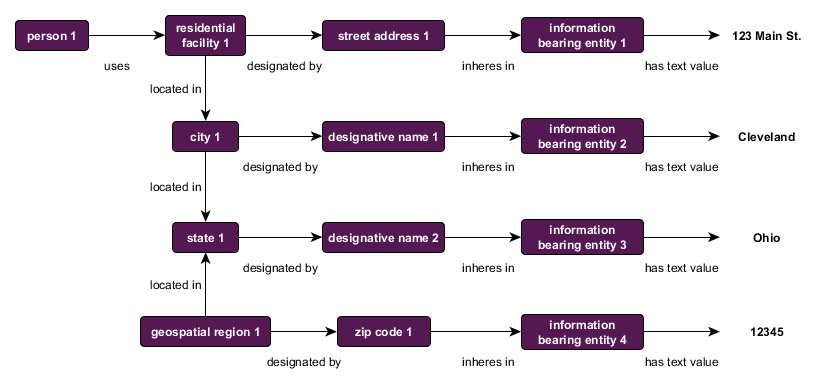 person 1
residential
facility 1
street address 1
information
bearing entity 1
123 Main St.
uses
designated by
inheres in
has text value
located in
city 1
designative name 1
information
bearing entity 2
Cleveland
designated by
inheres in
has text value
located in
state 1
designative name 2
information
bearing entity 3
Ohio
designated by
inheres in
has text value
located in
geospatial region 1
zip code 1
information
bearing entity 4
12345
designated by
inheres in
has text value